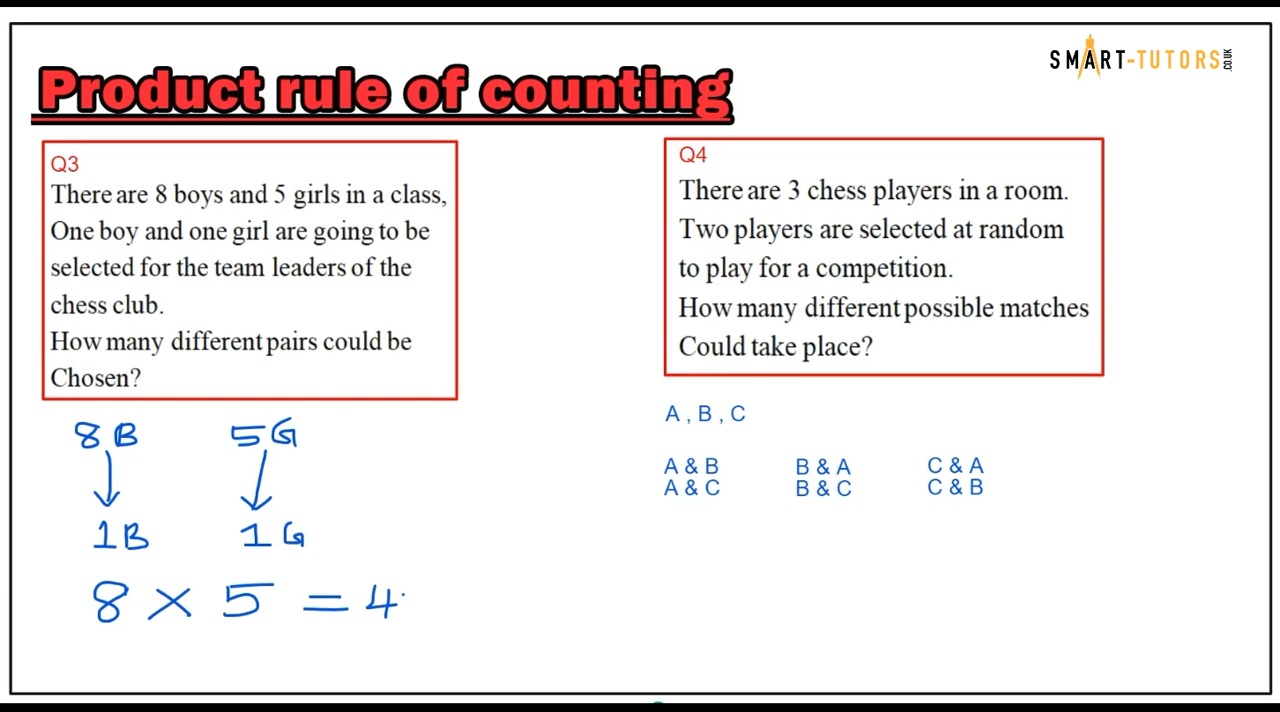 SMART-TUTORS.CO.UK
Product rule of counting
Q3
There are 8 boys and 5 girls in a class,
One boy and one girl are going to be
selected for the team leaders of the
chess club.
How many different pairs could be
Chosen?
8B 5G
1B 1G
8 × 5 = 4
Q4
There are 3 chess players in a room.
Two players are selected at random
to play for a competition.
How many different possible matches
Could take place?
A , B , C
A & B B & A C & A
A & C B & C C & B